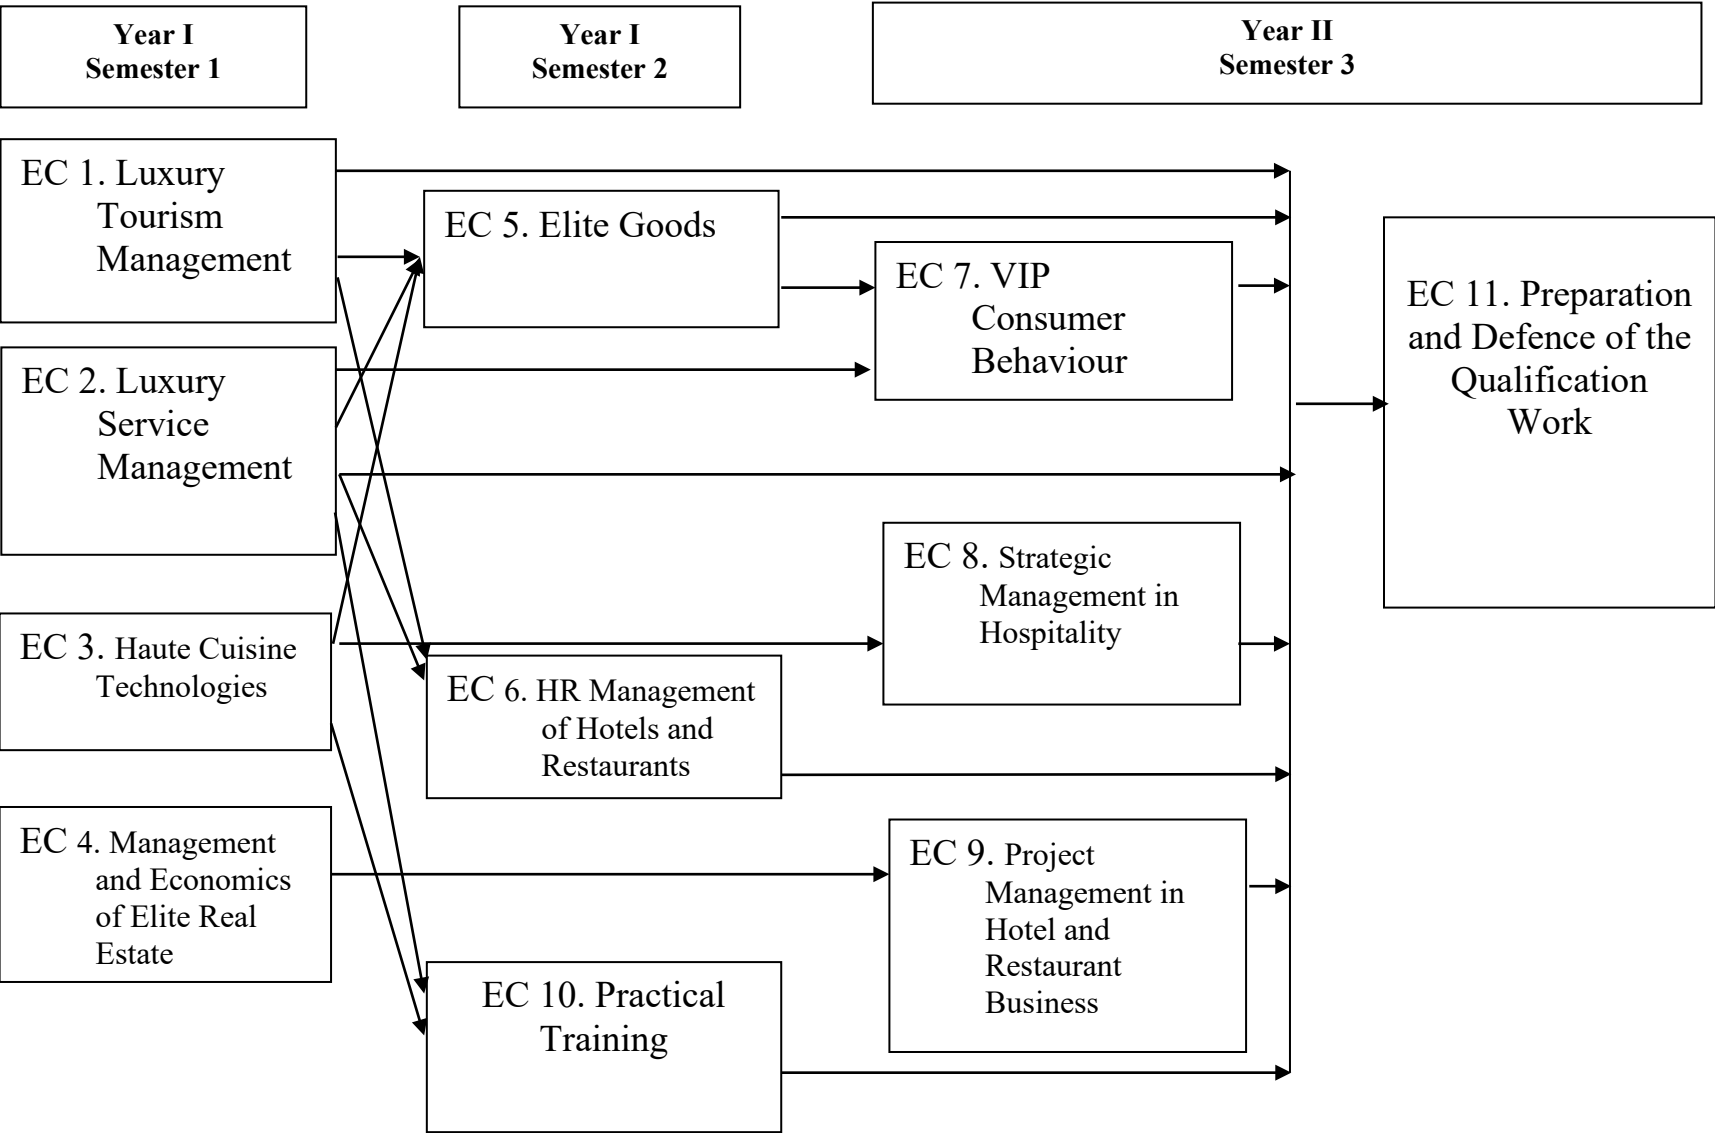 Year I
Semester 1
Year I
Semester 2
Year II
Semester 3
EC 1. Luxury
Tourism
Management
EC 2. Luxury
Service
Management
EC 3. Haute Cuisine
Technologies
EC 4. Management
and Economics
of Elite Real
Estate
EC 5. Elite Goods
EC 6. HR Management
of Hotels and
Restaurants
EC 10. Practical
Training
EC 7. VIP
Consumer
Behaviour
EC 8. Strategic
Management in
Hospitality
EC 9. Project
Management in
Hotel and
Restaurant
Business
EC 11. Preparation
and Defence of the
Qualification
Work